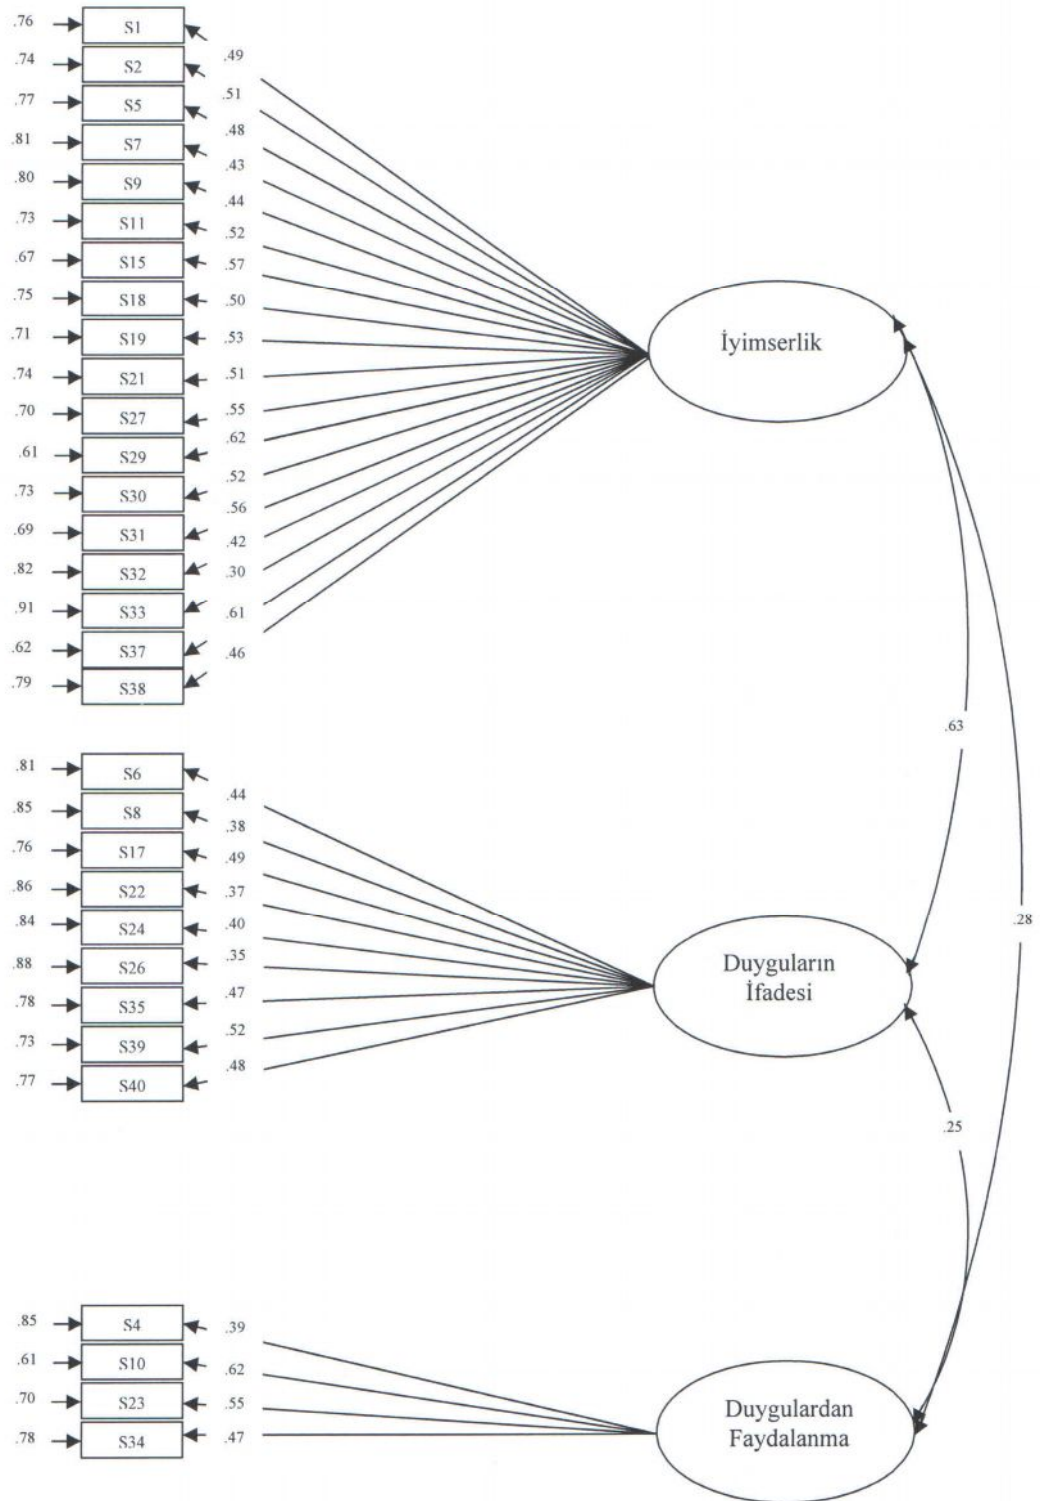 .76 S1 .49
.74 S2 .51
.77 S5 .48
.81 S7 .43
.80 S9 .44
.73 S11 .52
.67 S15 .57
.75 S18 .50
.71 S19 .53
.74 S21 .51
.70 S27 .55
.61 S29 .62
.73 S30 .52
.69 S31 .56
.82 S32 .42
.91 S33 .30
.62 S37 .61
.79 S38 .46
İyimserlik
.63
.81 S6 .44
.85 S8 .38
.76 S17 .49
.86 S22 .37
.84 S24 .40
.88 S26 .35
.78 S35 .47
.73 S39 .52
.77 S40 .48
Duyguların
İfadesi
.28
.25
.85 S4 .39
.61 S10 .62
.70 S23 .55
.78 S34 .47
Duygulardan
Faydalanma